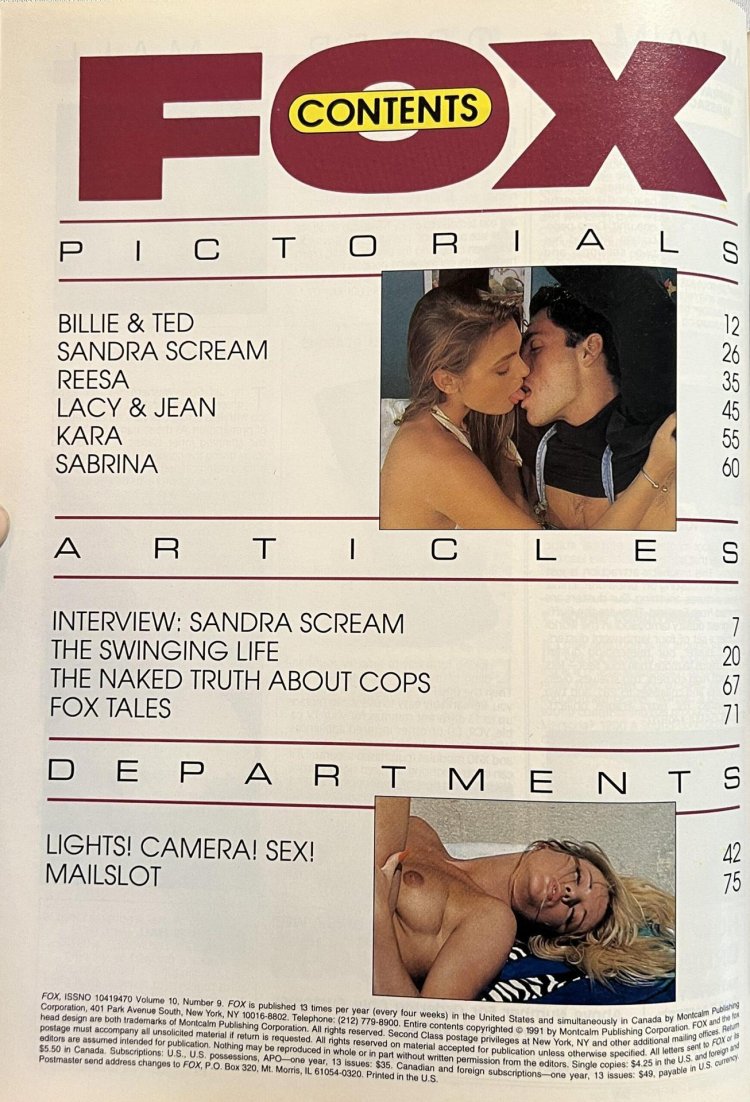 FOX
CONTENTS
PICTORIALS
BILLIE & TED 12
SANDRA SCREAM 26
REESA 35
LACY & JEAN 45
KARA 55
SABRINA 60
ARTICLES
INTERVIEW: SANDRA SCREAM 7
THE SWINGING LIFE 20
THE NAKED TRUTH ABOUT COPS 67
FOX TALES 71
DEPARTMENTS
LIGHTS! CAMERA! SEX! 42
MAILSLOT 75
FOX, ISSNO 10419470 Volume 10, Number 9. FOX is published 13 times per year (every four weeks) in the United States and simultaneously in Canada by Montcalm Publishing
Corporation, 401 Park Avenue South, New York, NY 10016-8802. Telephone: (212) 779-8900. Entire contents copyrighted © 1991 by Montcalm Publishing Corporation. FOX and the fox
head design are both trademarks of Montcalm Publishing Corporation. All rights reserved. Second Class postage privileges at New York, NY and other additional mailing offices. Return
postage must accompany all unsolicited material if return is requested. All rights reserved on material accepted for publication unless otherwise specified. All letters sent to FOX or its
editors are assumed intended for publication. Nothing may be reproduced in whole or in part without written permission from the editors. Single copies: $4.25 in the U.S. and foreign and
$5.50 in Canada. Subscriptions: U.S., U.S. possessions, APO—one year, 13 issues: $35. Canadian and foreign subscriptions—one year, 13 issues: $49, payable in U.S. currency.
Postmaster send address changes to FOX, P.O. Box 320, Mt. Morris, IL 61054-0320. Printed in the U.S.